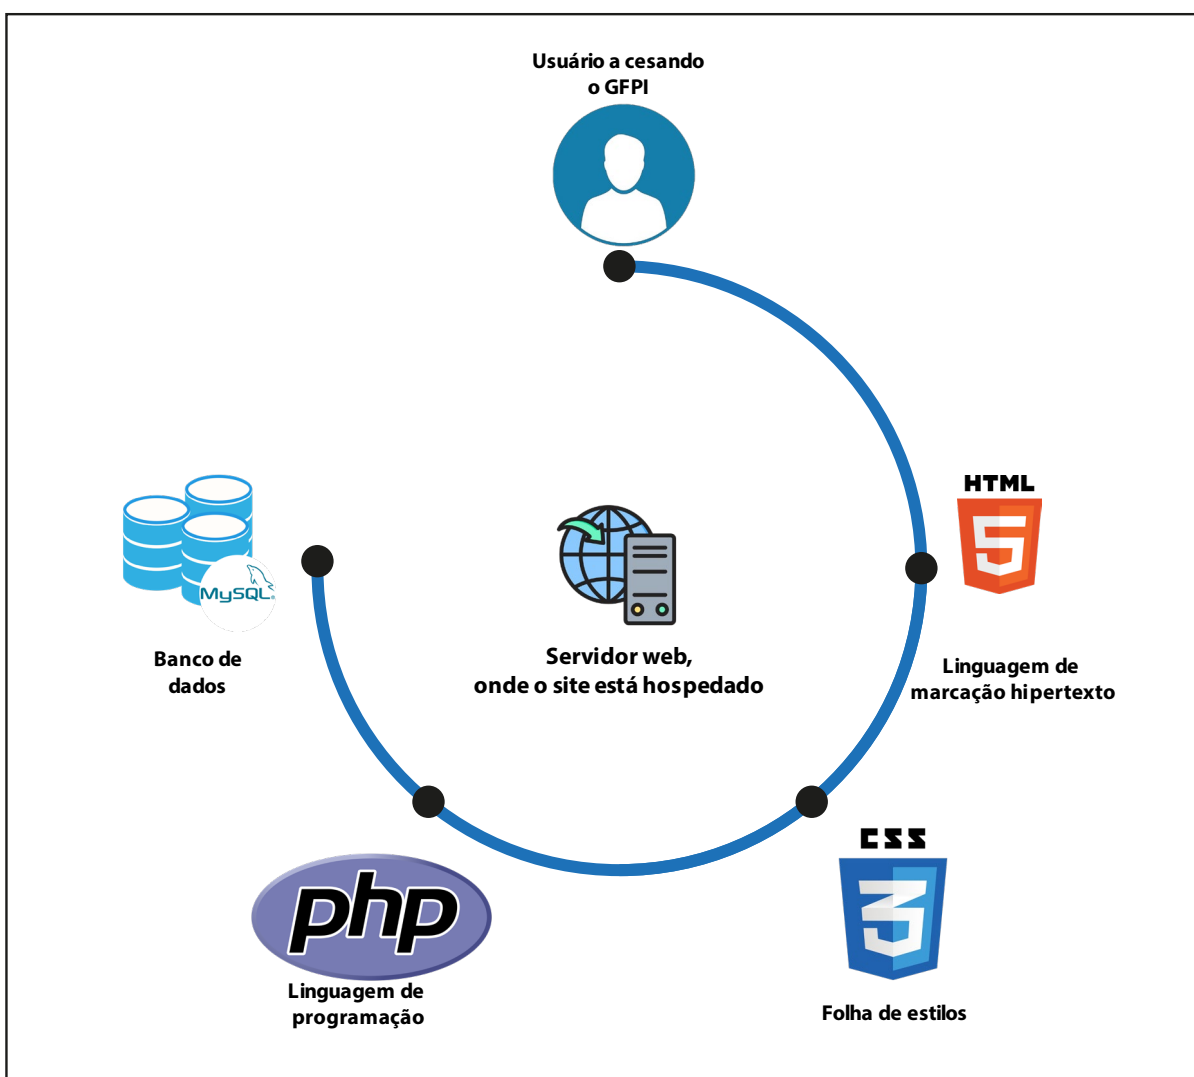 Usuário a cesando
o GFPI
HTML
5
MySQL
Banco de
dados
Servidor web,
onde o site está hospedado
Linguagem de
marcação hipertexto
CSS
3
php
Linguagem de
programação
Folha de estilos